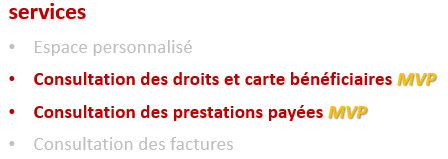 services
• Espace personnalisé
• Consultation des droits et carte bénéficiaires MVP
• Consultation des prestations payées MVP
• Consultation des factures